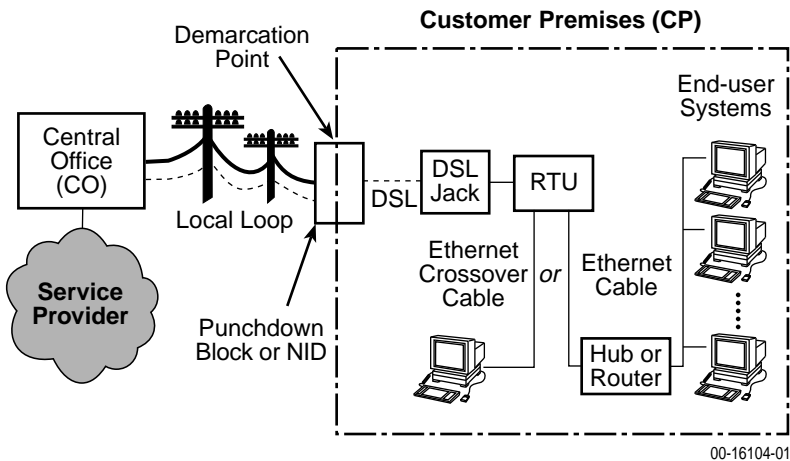 Customer Premises (CP)
Demarcation
Point
End-user
Systems
Central
Office
(CO)
Local Loop
DSL
DSL
Jack
RTU
Service
Provider
Punchdown
Block or NID
Ethernet
Crossover
Cable
or
Ethernet
Cable
Hub or
Router
00-16104-01